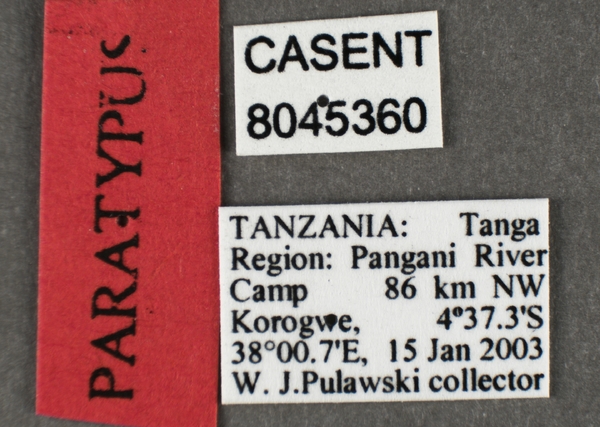 PARATYPUS
CASENT
8045360
TANZANIA: Tanga
Region: Pangani River
Camp 86 km NW
Korogwe, 4°37.3'S
38°00.7'E, 15 Jan 2003
W. J.Pulawski collector